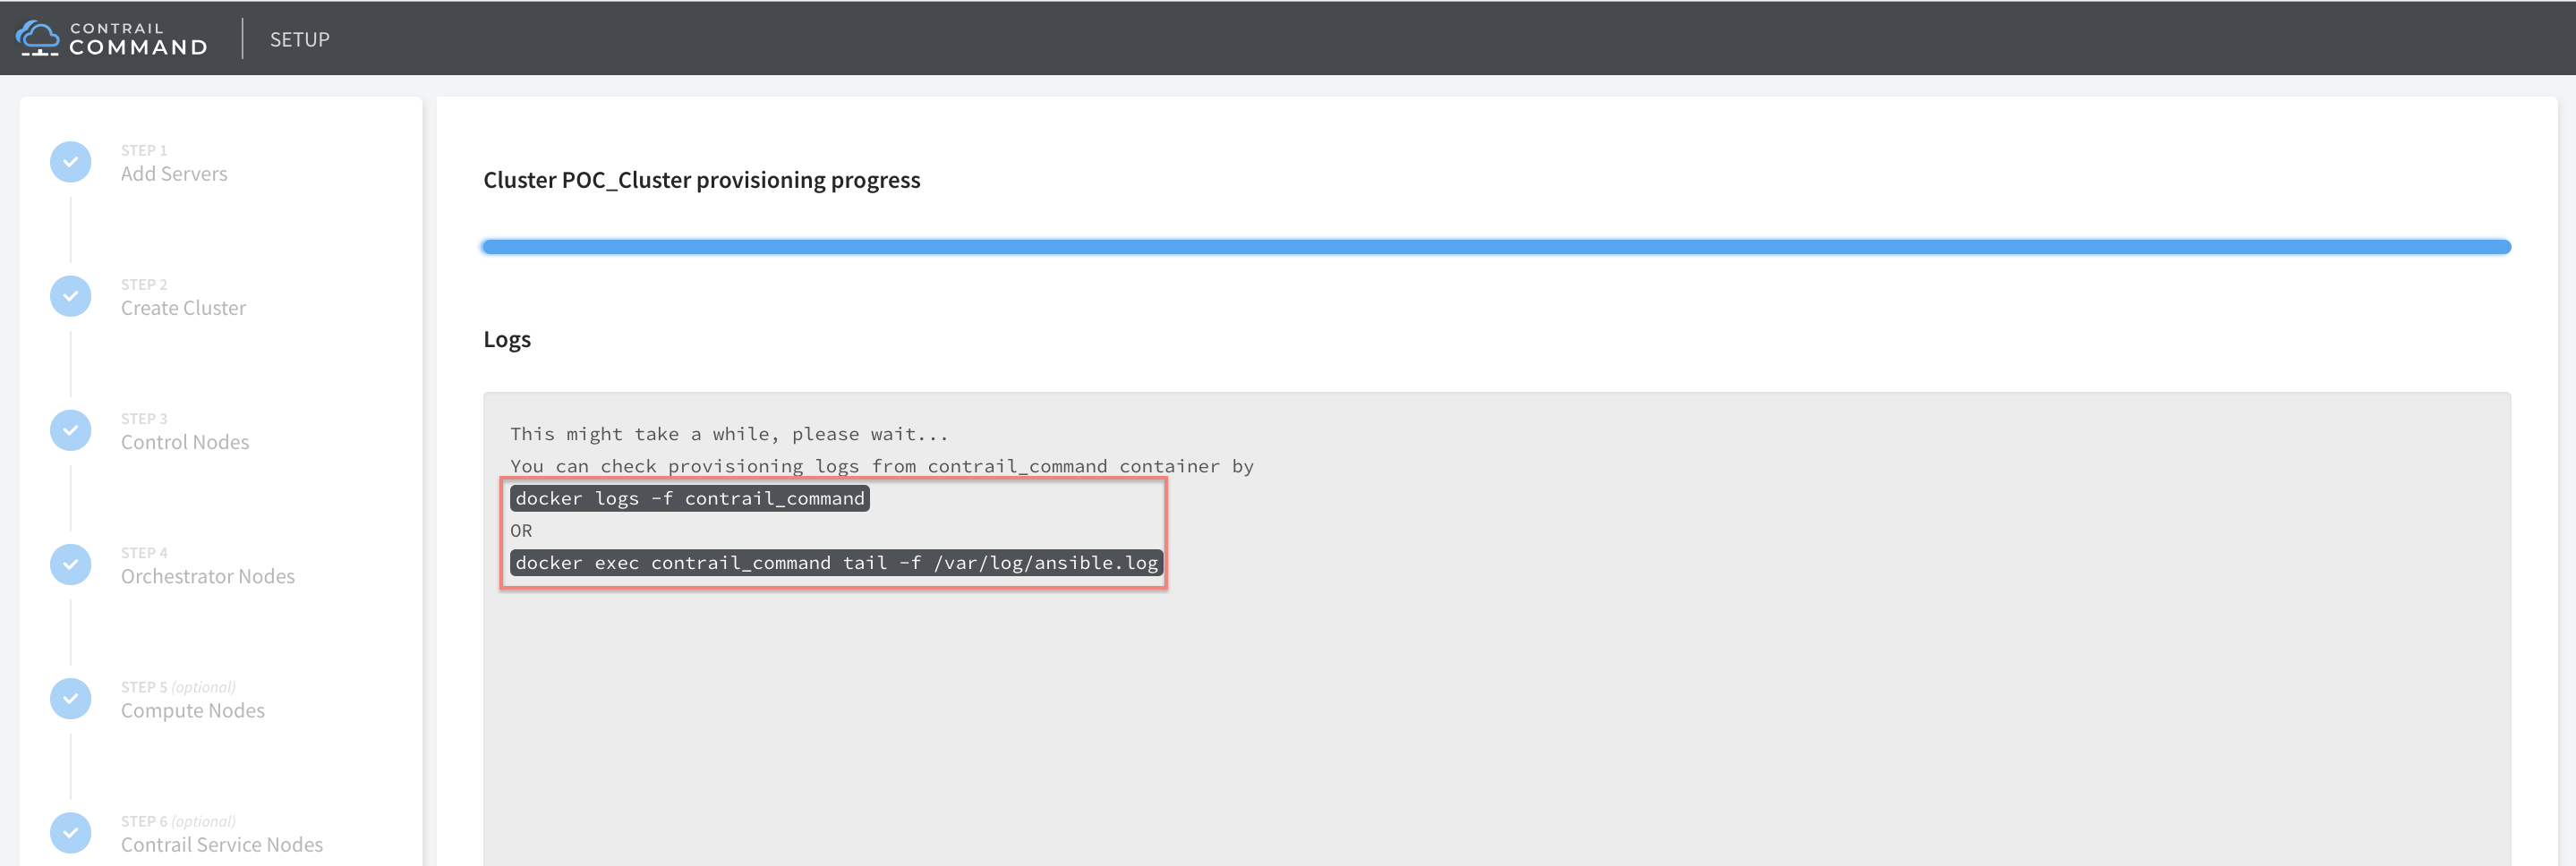 CONTRAIL
COMMAND
SETUP
STEP 1
Add Servers
STEP 2
Create Cluster
STEP 3
Control Nodes
STEP 4
Orchestrator Nodes
STEP 5 (optional)
Compute Nodes
STEP 6 (optional)
Contrail Service Nodes
Cluster POC_Cluster provisioning progress
Logs
This might take a while, please wait...
You can check provisioning logs from contrail_command container by
docker logs -f contrail_command
OR
docker exec contrail_command tail -f /var/log/ansible.log